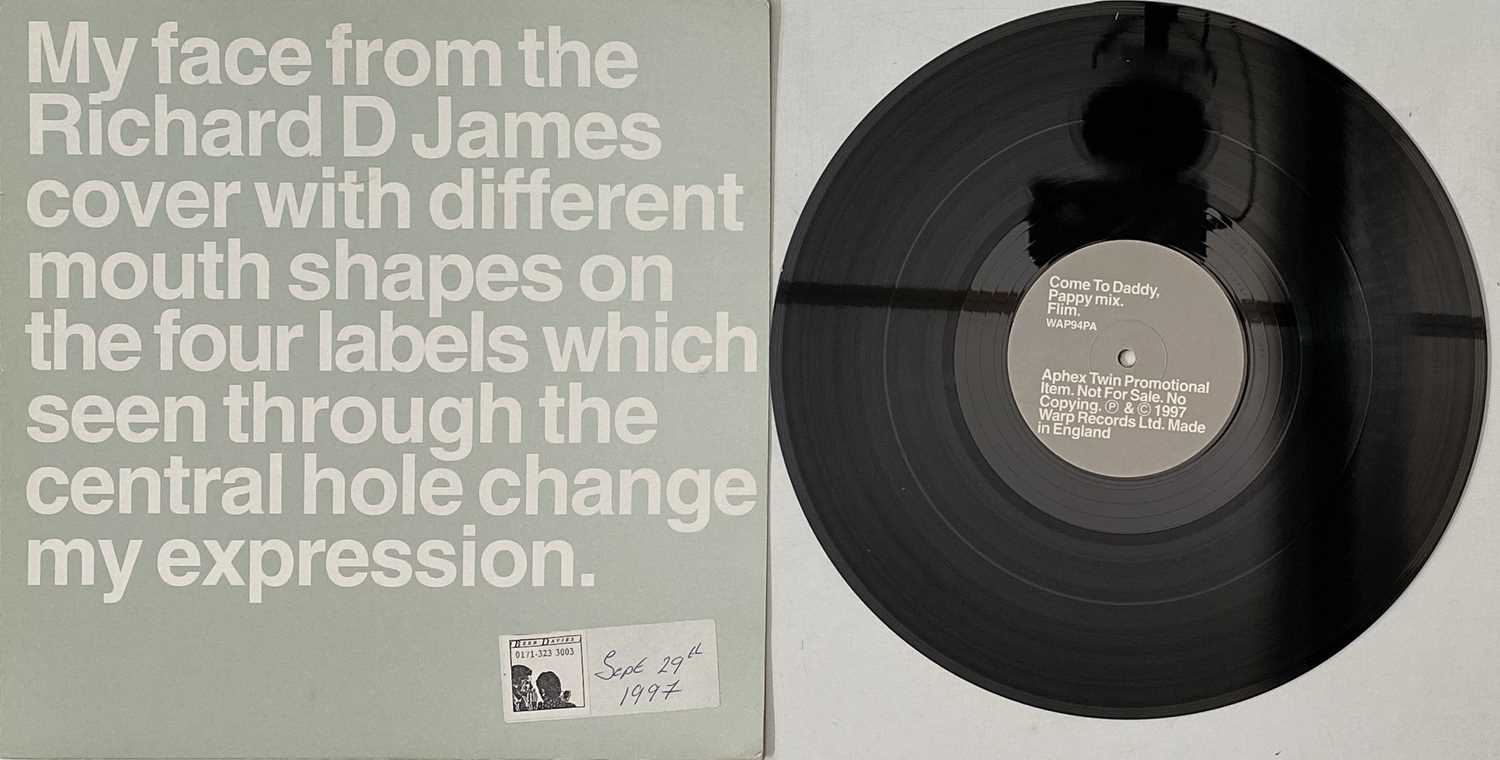 My face from the
Richard D James
cover with different
mouth shapes on
the four labels which
seen through the
central hole change
my expression.
BEER DAVIES
0171-323 3003
Sept 29th
1997
Come To Daddy,
Pappy mix.
Flim.
WAP94PA
Aphex Twin Promotional
Item. Not For Sale. No
Copying. ℗ & © 1997
Warp Records Ltd. Made
in England